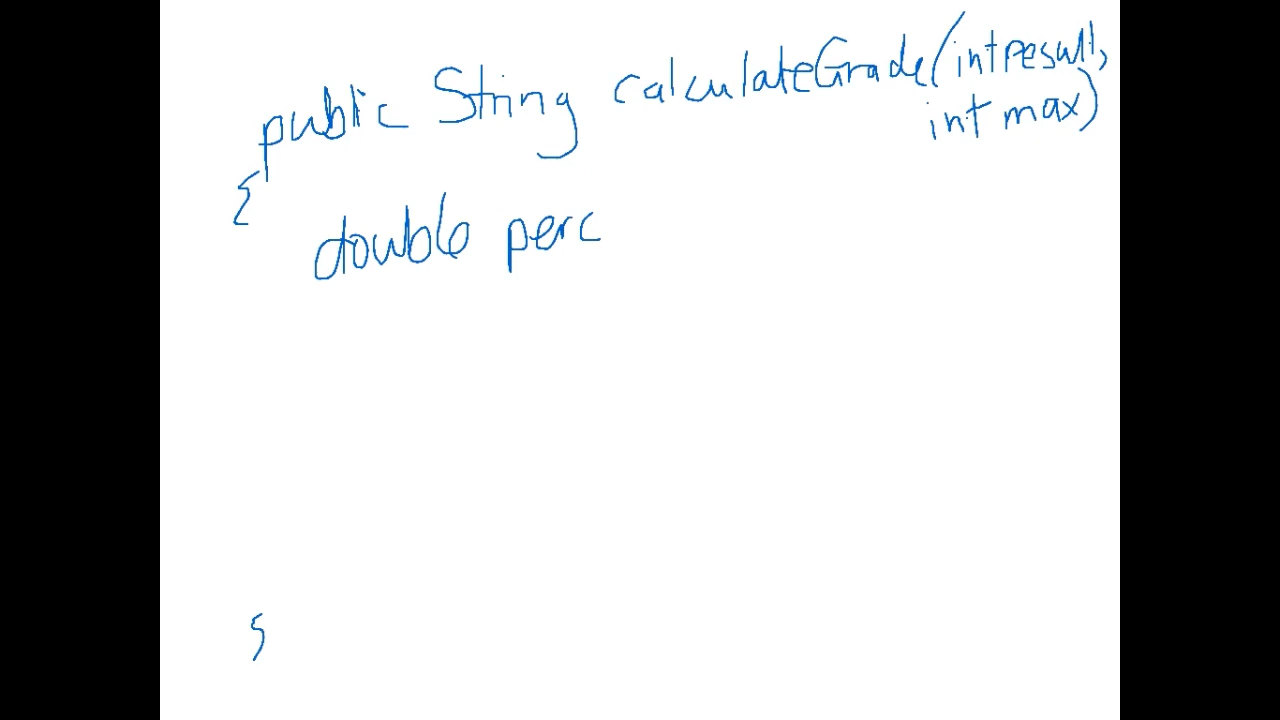 public String calculateGrade(int result,
int max)
{
double perc
}